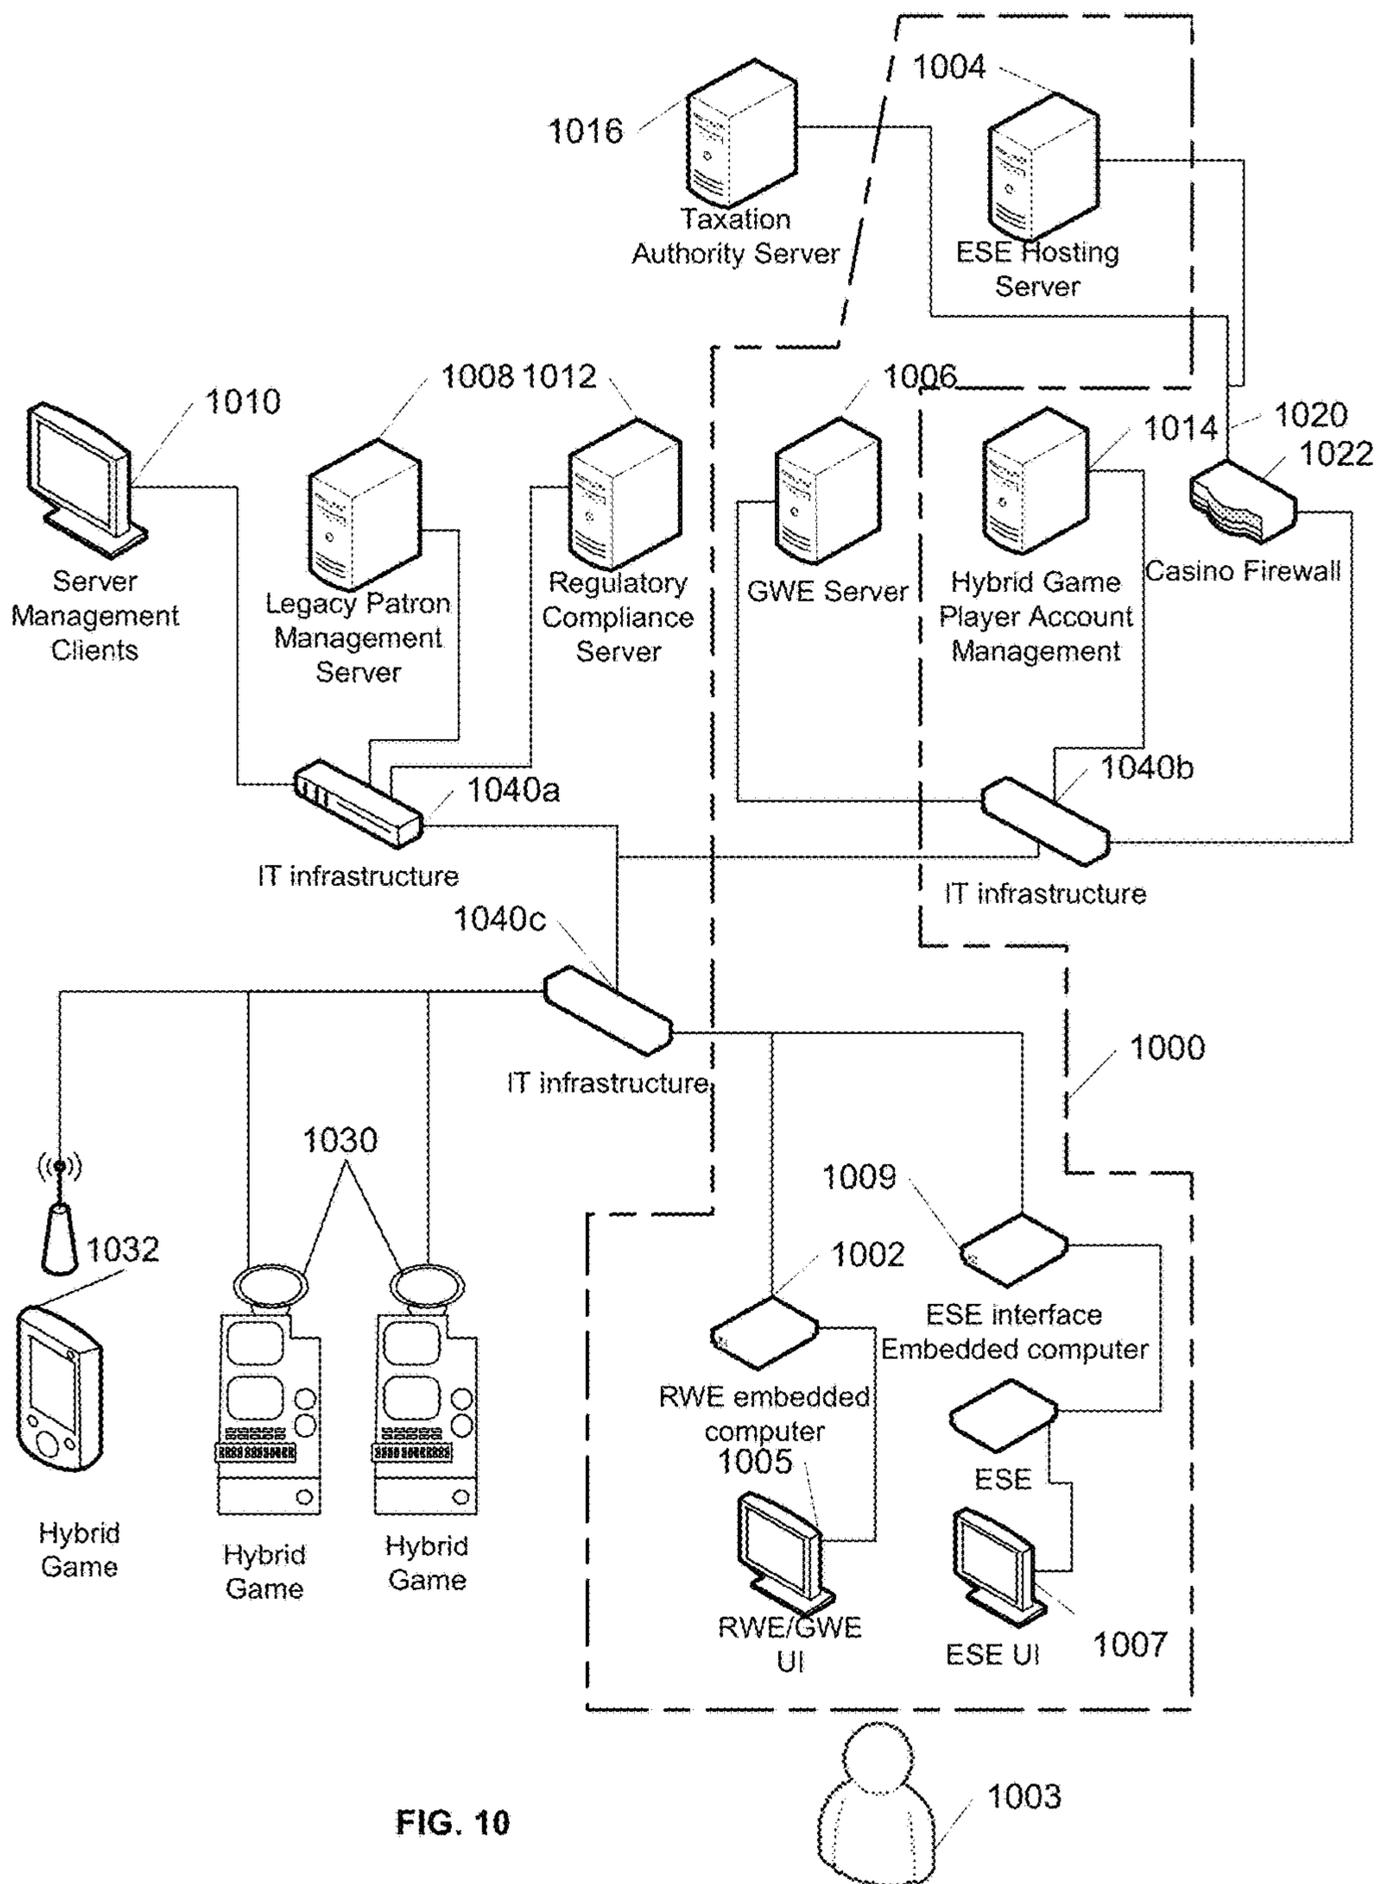 1004
1016
Taxation
Authority Server
ESE Hosting
Server
1008
1012
1006
1010
1014
1020
1022
Server
Management
Clients
Legacy Patron
Management
Server
Regulatory
Compliance
Server
GWE Server
Hybrid Game
Player Account
Management
Casino Firewall
1040a
1040b
IT infrastructure
IT infrastructure
1040c
IT infrastructure
1000
1030
1009
1032
1002
ESE interface
Embedded computer
RWE embedded
computer
1005
ESE
Hybrid
Game
Hybrid
Game
Hybrid
Game
RWE/GWE
UI
ESE UI
1007
1003
FIG. 10